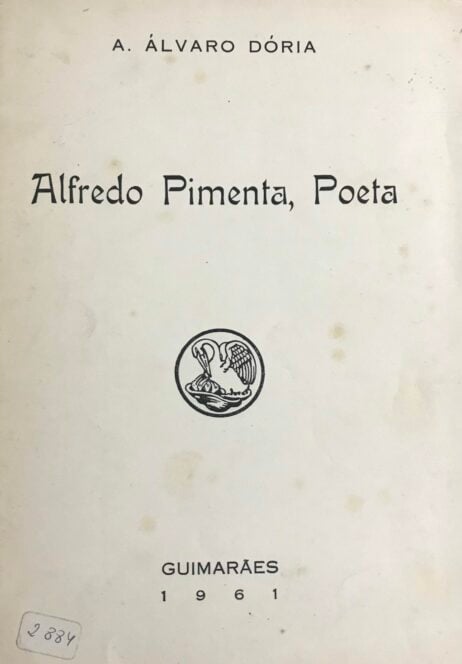 A. ÁLVARO DÓRIA
Alfredo Pimenta, Poeta
GUIMARÃES
1961
2884